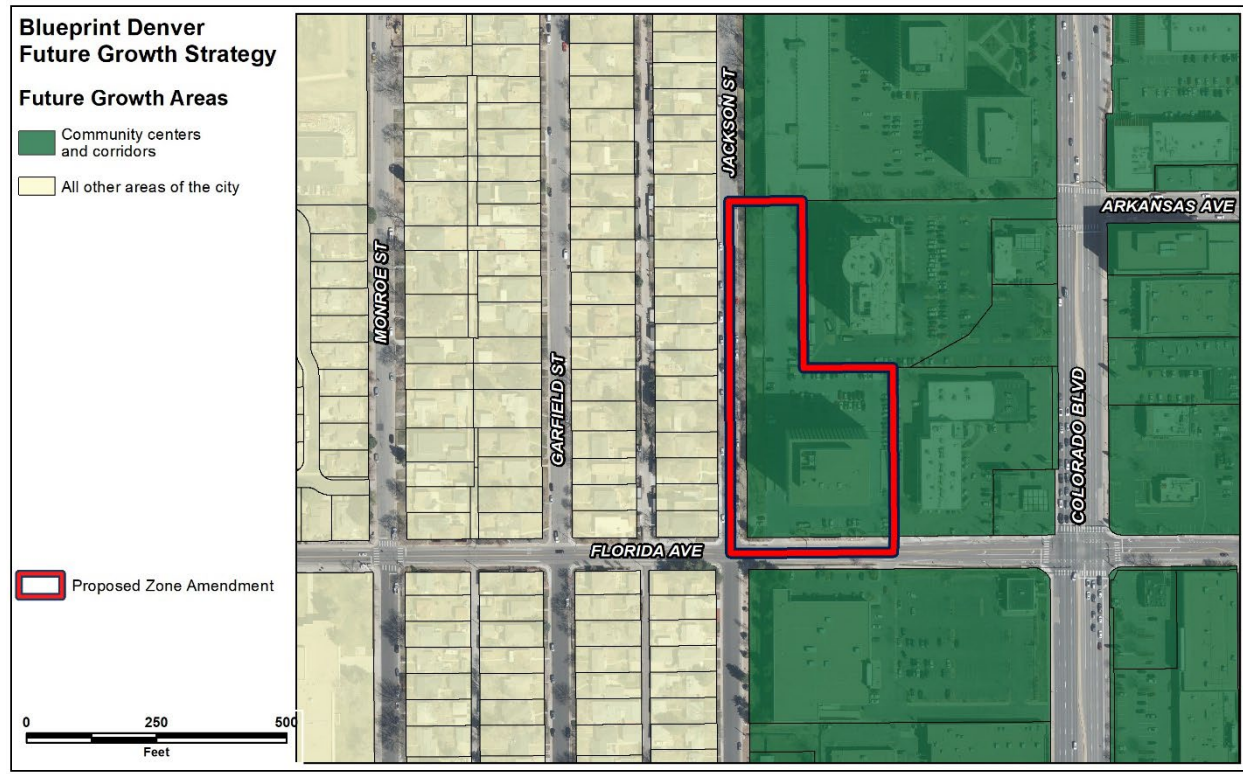 Blueprint Denver
Future Growth Strategy
Future Growth Areas
Community centers
and corridors
All other areas of the city
Proposed Zone Amendment
0 250 500
Feet
MONROE ST
GARFIELD ST
JACKSON ST
FLORIDA AVE
COLORADO BLVD
ARKANSAS AVE